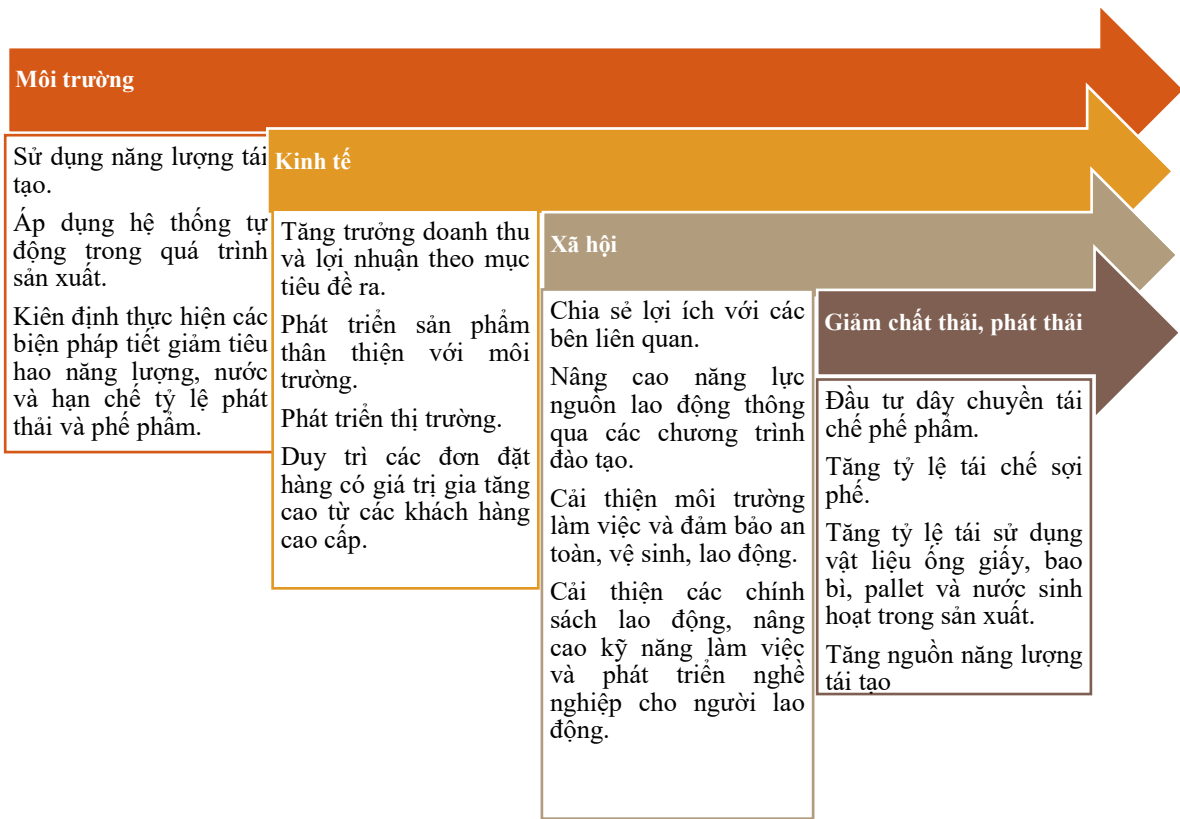 Môi trường
Sử dụng năng lượng tái
tạo.
Áp dụng hệ thống tự
động trong quá trình
sản xuất.
Kiên định thực hiện các
biện pháp tiết giảm tiêu
hao năng lượng, nước
và hạn chế tỷ lệ phát
thải và phế phẩm.
Kinh tế
Tăng trưởng doanh thu
và lợi nhuận theo mục
tiêu đề ra.
Phát triển sản phẩm
thân thiện với môi
trường.
Phát triển thị trường.
Duy trì các đơn đặt
hàng có giá trị gia tăng
cao từ các khách hàng
cao cấp.
Xã hội
Chia sẻ lợi ích với các
bên liên quan.
Nâng cao năng lực
nguồn lao động thông
qua các chương trình
đào tạo.
Cải thiện môi trường
làm việc và đảm bảo an
toàn, vệ sinh, lao động.
Cải thiện các chính
sách lao động, nâng
cao kỹ năng làm việc
và phát triển nghề
nghiệp cho người lao
động.
Giảm chất thải, phát thải
Đầu tư dây chuyền tái
chế phế phẩm.
Tăng tỷ lệ tái chế sợi
phế.
Tăng tỷ lệ tái sử dụng
vật liệu ống giấy, bao
bì, pallet và nước sinh
hoạt trong sản xuất.
Tăng nguồn năng lượng
tái tạo